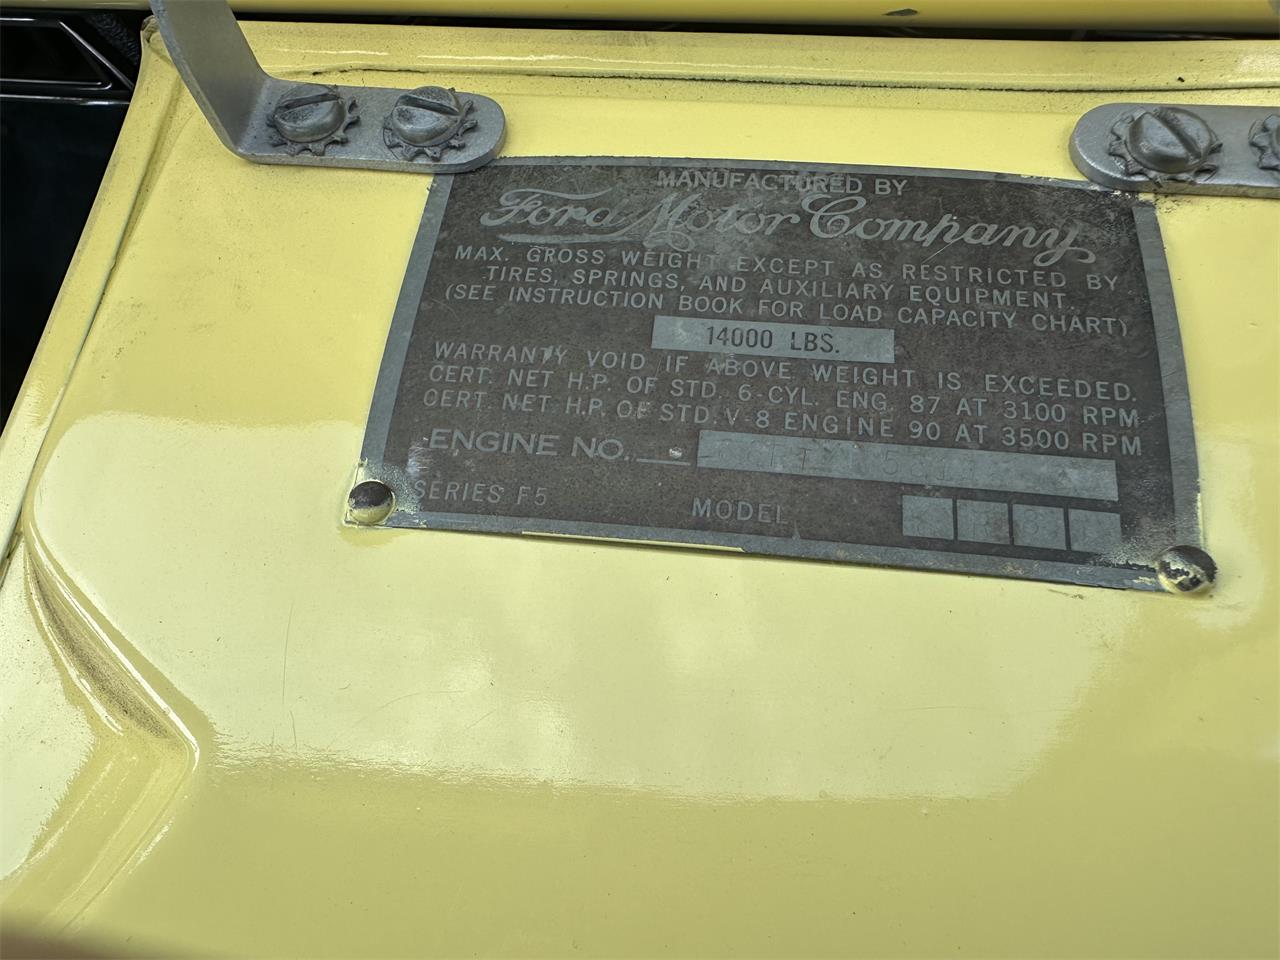 MANUFACTURED BY
Ford Motor Company
MAX. GROSS WEIGHT EXCEPT AS RESTRICTED BY
TIRES, SPRINGS, AND AUXILIARY EQUIPMENT.
(SEE INSTRUCTION BOOK FOR LOAD CAPACITY CHART)
14000 LBS.
WARRANTY VOID IF ABOVE WEIGHT IS EXCEEDED.
CERT. NET H.P. OF STD. 6-CYL. ENG. 87 AT 3100 RPM
CERT. NET H.P. OF STD. V-8 ENGINE 90 AT 3500 RPM
ENGINE NO.
SERIES F5 MODEL